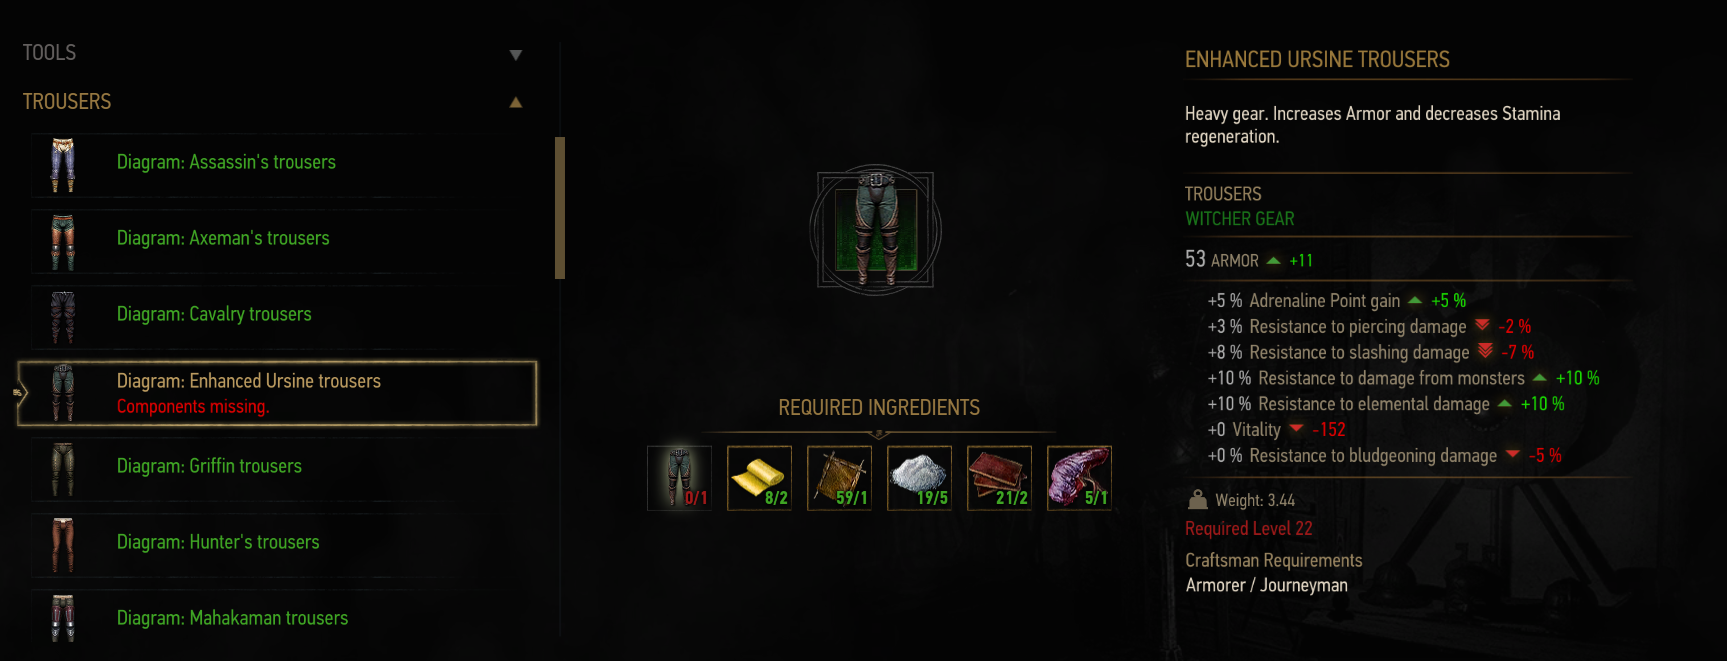 TOOLS
TROUSERS
Diagram: Assassin's trousers
Diagram: Axeman's trousers
Diagram: Cavalry trousers
Diagram: Enhanced Ursine trousers
Components missing.
Diagram: Griffin trousers
Diagram: Hunter's trousers
Diagram: Mahakaman trousers
REQUIRED INGREDIENTS
0/1
8/2
59/1
19/5
21/2
5/1
ENHANCED URSINE TROUSERS
Heavy gear. Increases Armor and decreases Stamina
regeneration.
TROUSERS
WITCHER GEAR
53 ARMOR +11
+5 % Adrenaline Point gain +5 %
+3 % Resistance to piercing damage -2 %
+8 % Resistance to slashing damage -7 %
+10 % Resistance to damage from monsters +10 %
+10 % Resistance to elemental damage +10 %
+0 Vitality -152
+0 % Resistance to bludgeoning damage -5 %
Weight: 3.44
Required Level 22
Craftsman Requirements
Armorer / Journeyman